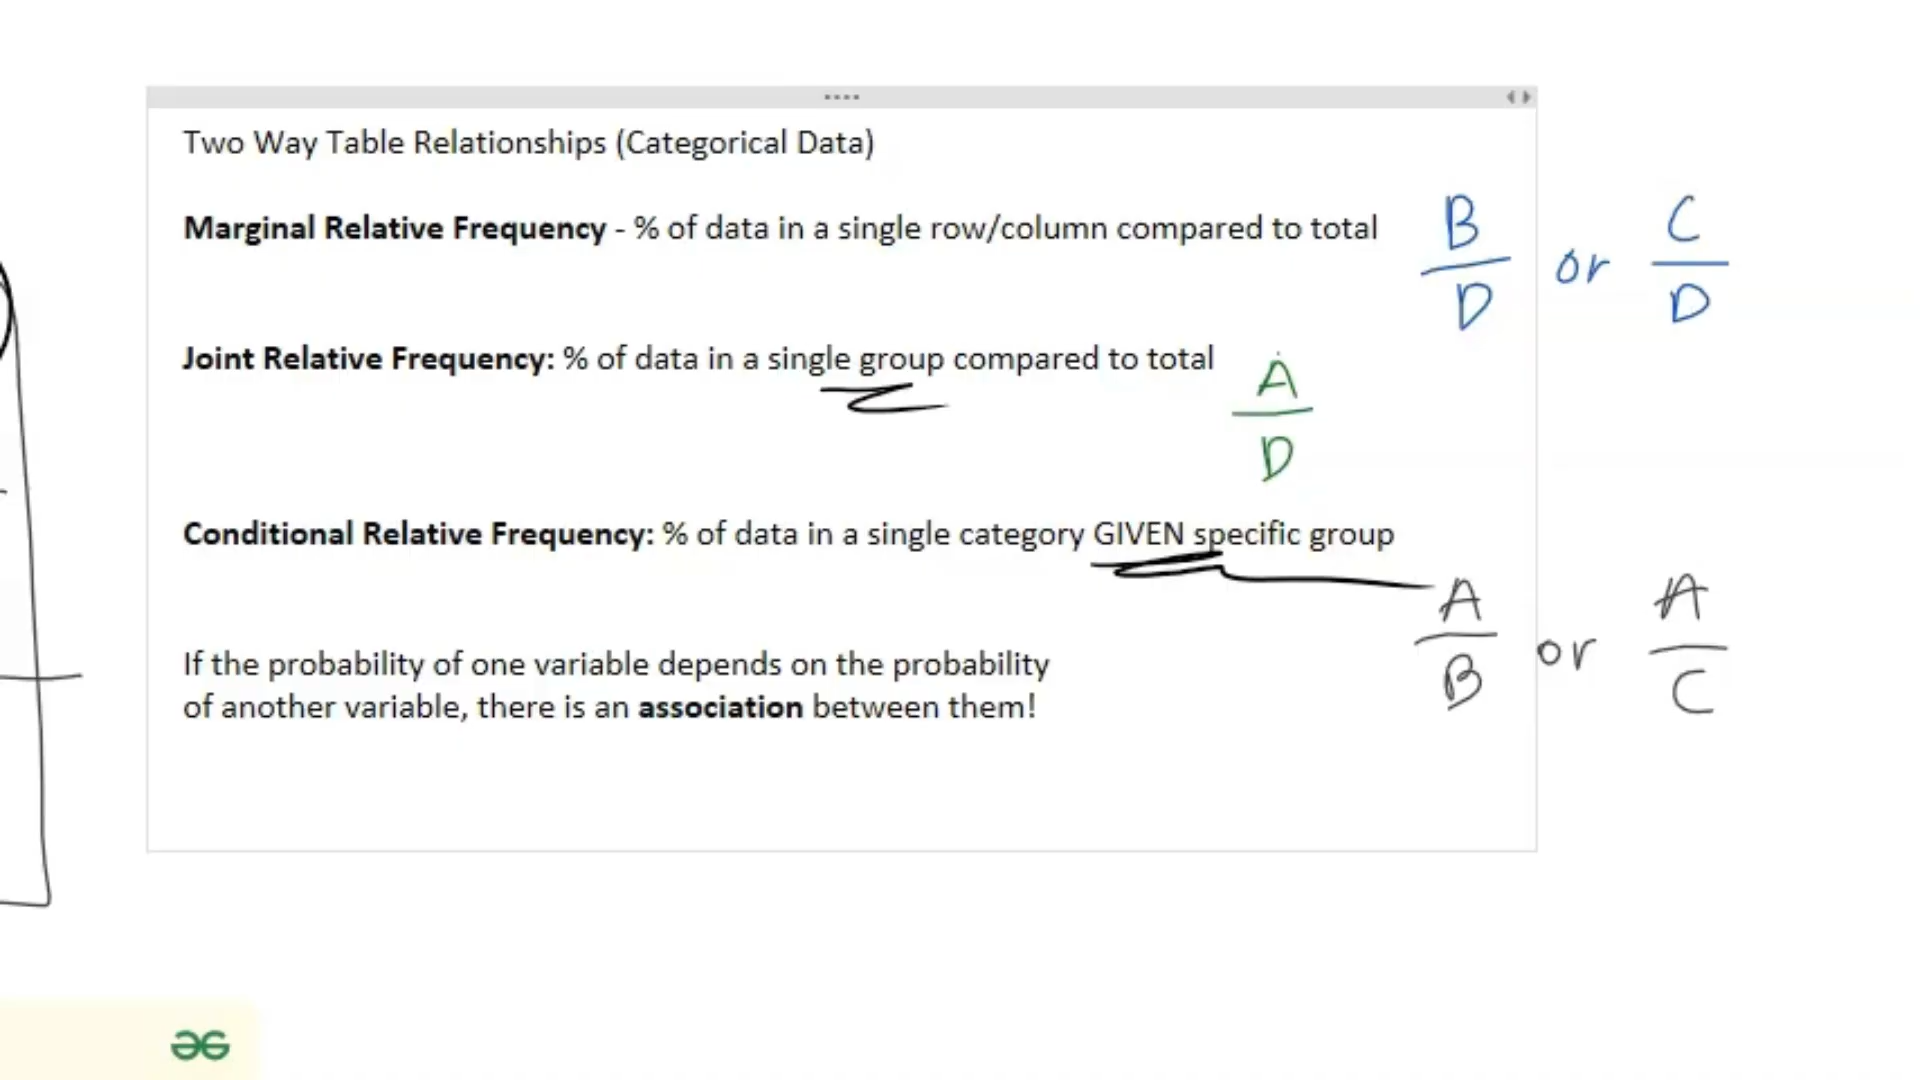 Two Way Table Relationships (Categorical Data)
Marginal Relative Frequency - % of data in a single row/column compared to total
B/D or C/D
Joint Relative Frequency: % of data in a single group compared to total
A/D
Conditional Relative Frequency: % of data in a single category GIVEN specific group
A/B or A/C
If the probability of one variable depends on the probability
of another variable, there is an association between them!